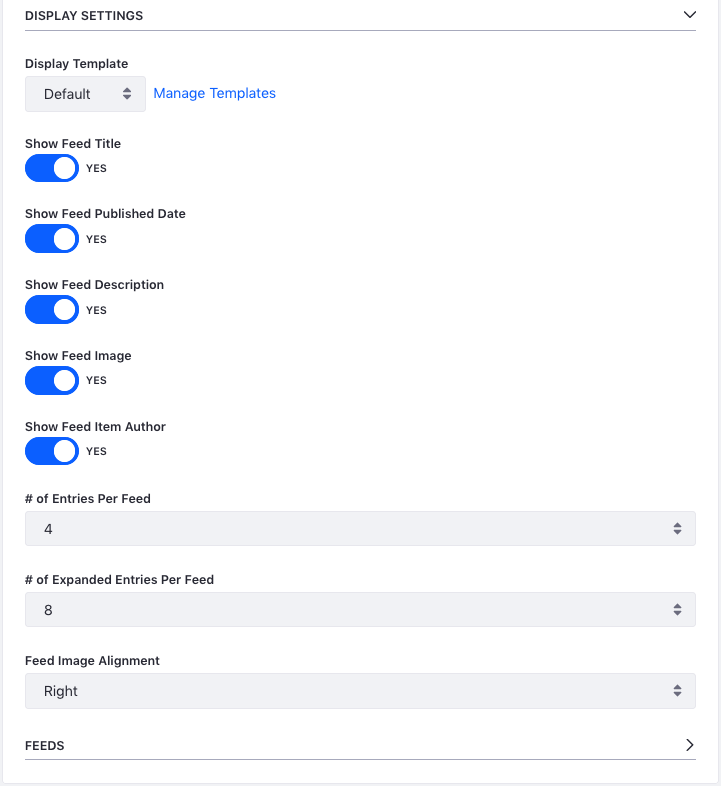 DISPLAY SETTINGS
Display Template
Default Manage Templates
Show Feed Title
YES
Show Feed Published Date
YES
Show Feed Description
YES
Show Feed Image
YES
Show Feed Item Author
YES
# of Entries Per Feed
4
# of Expanded Entries Per Feed
8
Feed Image Alignment
Right
FEEDS